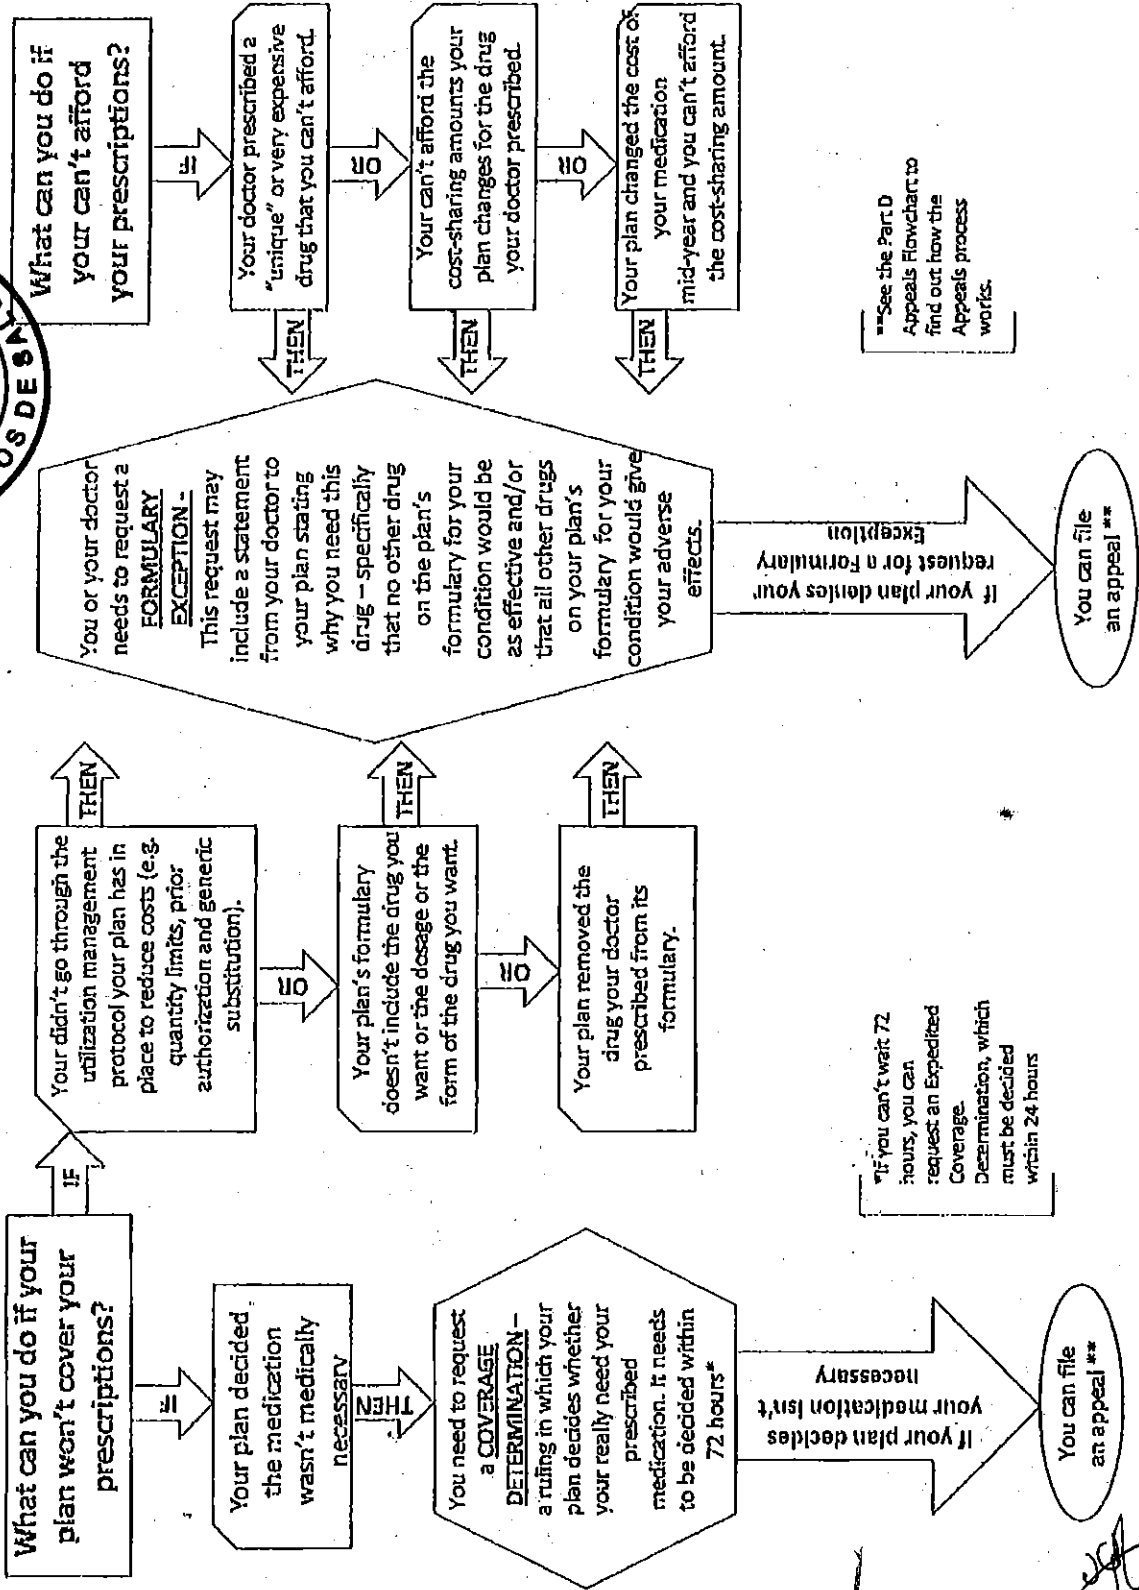 What can you do if your
plan won't cover your
prescriptions?
IF
Your plan decided
the medication
wasn't medically
necessary
THEN
You need to request
a COVERAGE
DETERMINATION –
a ruling in which your
plan decides whether
your really need your
prescribed
medication. It needs
to be decided within
72 hours*
If your plan decides
your medication isn't
necessary
You can file
an appeal **
IF
Your didn't go through the
utilization management
protocol your plan has in
place to reduce costs (e.g.
quantity limits, prior
authorization and generic
substitution).
THEN
OR
Your plan's formulary
doesn't include the drug you
want or the dosage or the
form of the drug you want.
THEN
OR
Your plan removed the
drug your doctor
prescribed from its
formulary.
THEN
*If you can't wait 72
hours, you can
request an Expedited
Coverage.
Determination, which
must be decided
within 24 hours
You or your doctor
needs to request a
FORMULARY
EXCEPTION -
This request may
include a statement
from your doctor to
your plan stating
why you need this
drug – specifically
that no other drug
on the plan's
formulary for your
condition would be
as effective and/or
that all other drugs
on your plan's
formulary for your
condition would give
your adverse
effects.
If your plan denies your
request for a Formulary
Exception
You can file
an appeal **
What can you do if
your can't afford
your prescriptions?
IF
Your doctor prescribed a
"unique" or very expensive
drug that you can't afford.
THEN
OR
Your can't afford the
cost-sharing amounts your
plan changes for the drug
your doctor prescribed.
THEN
OR
Your plan changed the cost of
your medication
mid-year and you can't afford
the cost-sharing amount.
THEN
**See the Part D
Appeals Flowchart to
find out how the
Appeals process
works.
OS DE SAL